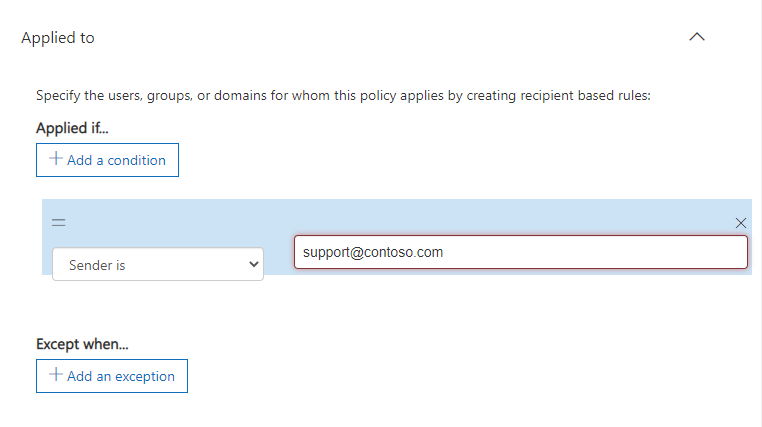 Applied to
Specify the users, groups, or domains for whom this policy applies by creating recipient based rules:
Applied if...
+ Add a condition
Sender is
support@contoso.com
Except when...
+ Add an exception